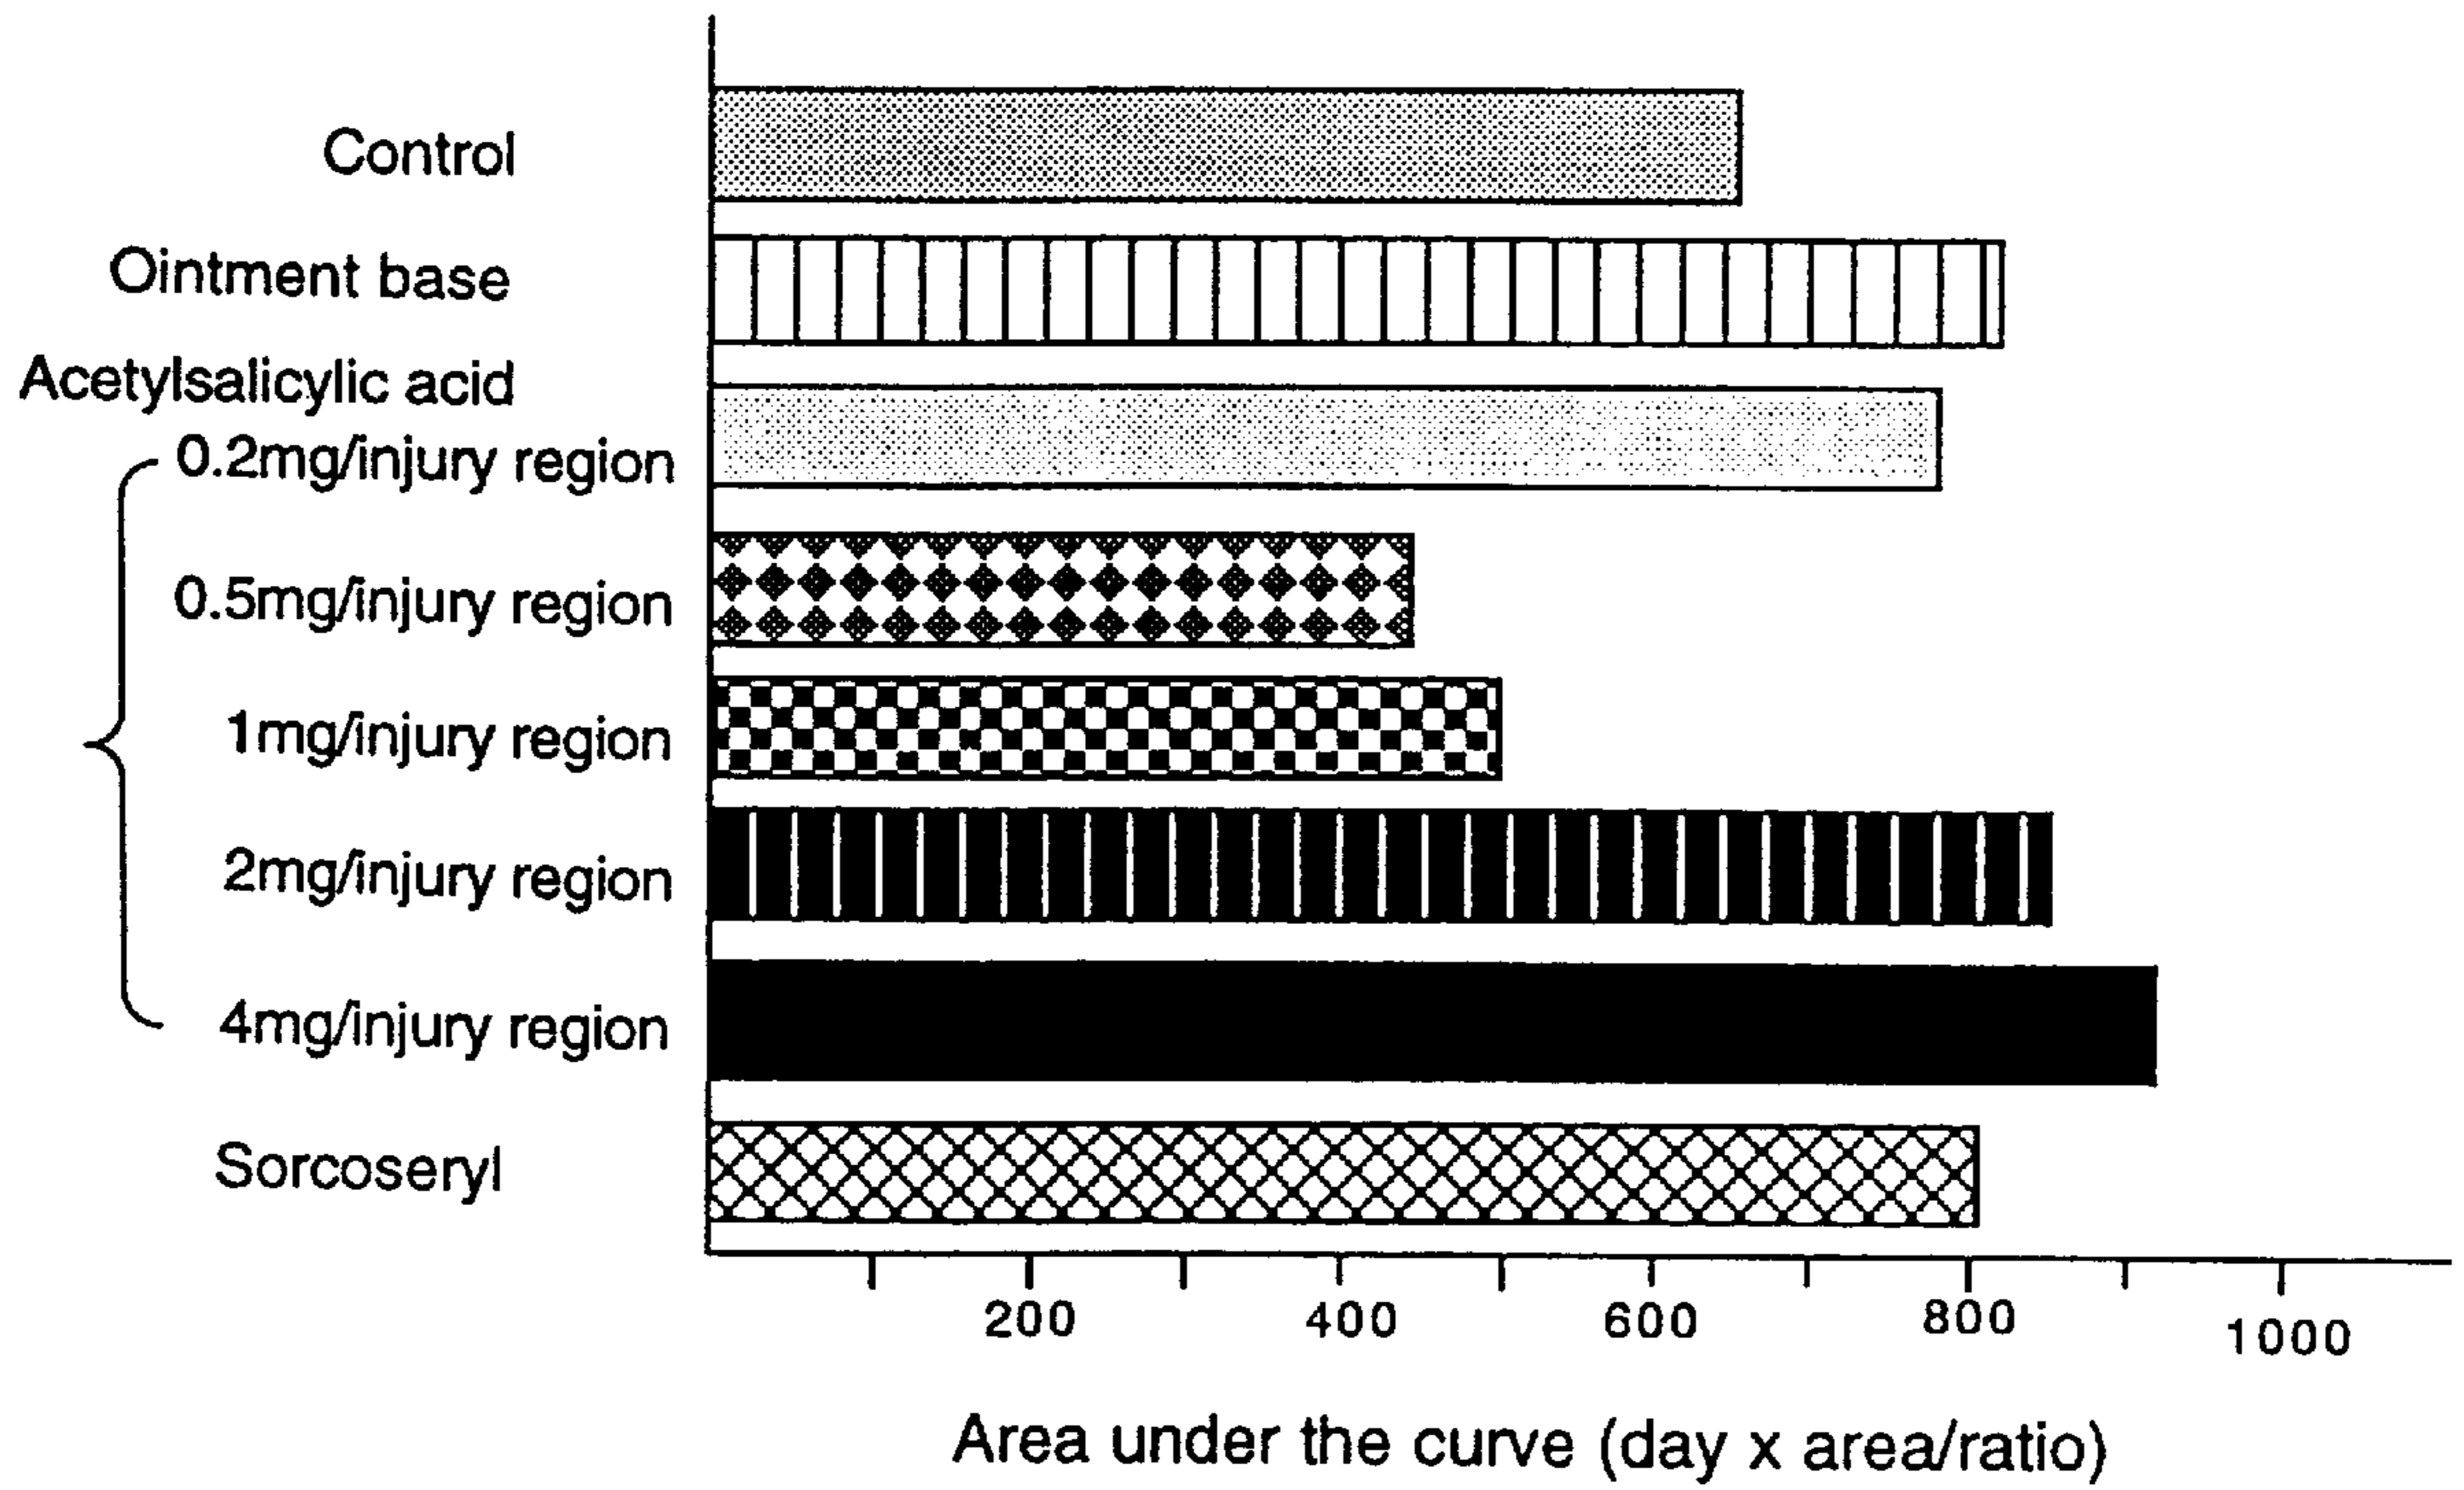 Control
Ointment base
Acetylsalicylic acid
0.2mg/injury region
0.5mg/injury region
1mg/injury region
2mg/injury region
4mg/injury region
Sorcoseryl
200 400 600 800 1000
Area under the curve (day x area/ratio)